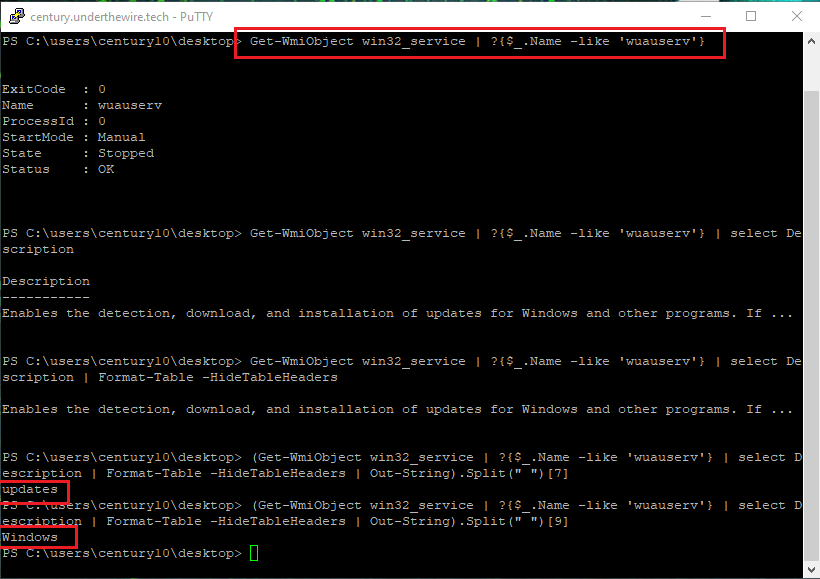 century.underthewire.tech - PuTTY
PS C:\users\century10\desktop> Get-WmiObject win32_service | ?{$_.Name -like 'wuauserv'}
ExitCode  : 0
Name      : wuauserv
ProcessId : 0
StartMode : Manual
State     : Stopped
Status    : OK
PS C:\users\century10\desktop> Get-WmiObject win32_service | ?{$_.Name -like 'wuauserv'} | select De
scription
Description
-----------
Enables the detection, download, and installation of updates for Windows and other programs. If ...
PS C:\users\century10\desktop> Get-WmiObject win32_service | ?{$_.Name -like 'wuauserv'} | select De
scription | Format-Table -HideTableHeaders
Enables the detection, download, and installation of updates for Windows and other programs. If ...
PS C:\users\century10\desktop> (Get-WmiObject win32_service | ?{$_.Name -like 'wuauserv'} | select D
escription | Format-Table -HideTableHeaders | Out-String).Split(" ")[7]
updates
PS C:\users\century10\desktop> (Get-WmiObject win32_service | ?{$_.Name -like 'wuauserv'} | select D
escription | Format-Table -HideTableHeaders | Out-String).Split(" ")[9]
Windows
PS C:\users\century10\desktop>